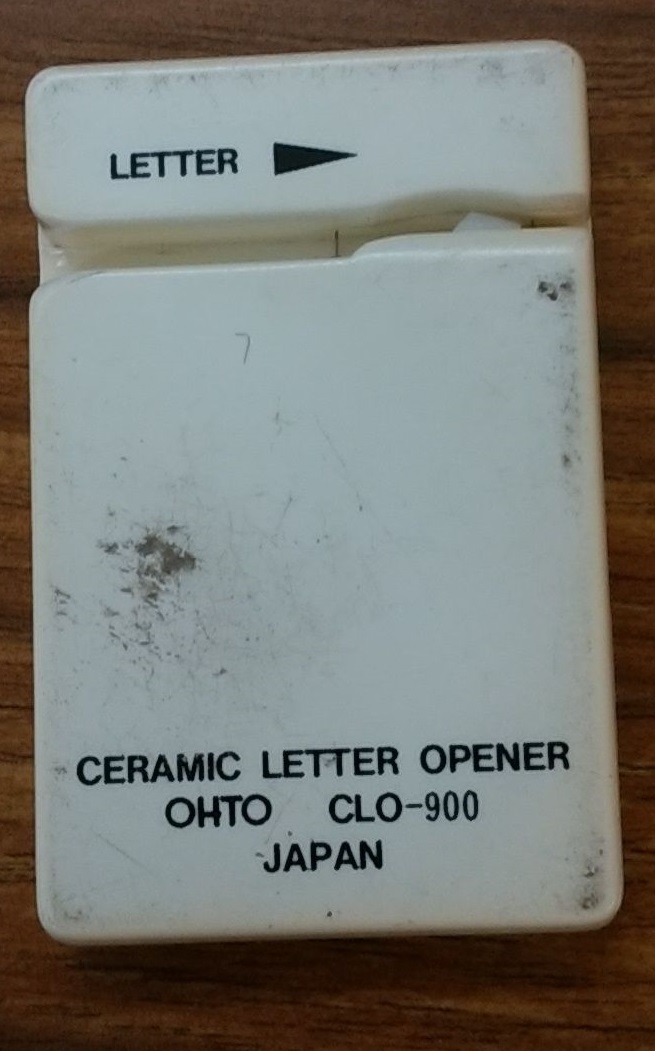 LETTER
CERAMIC LETTER OPENER
OHTO CLO-900
JAPAN